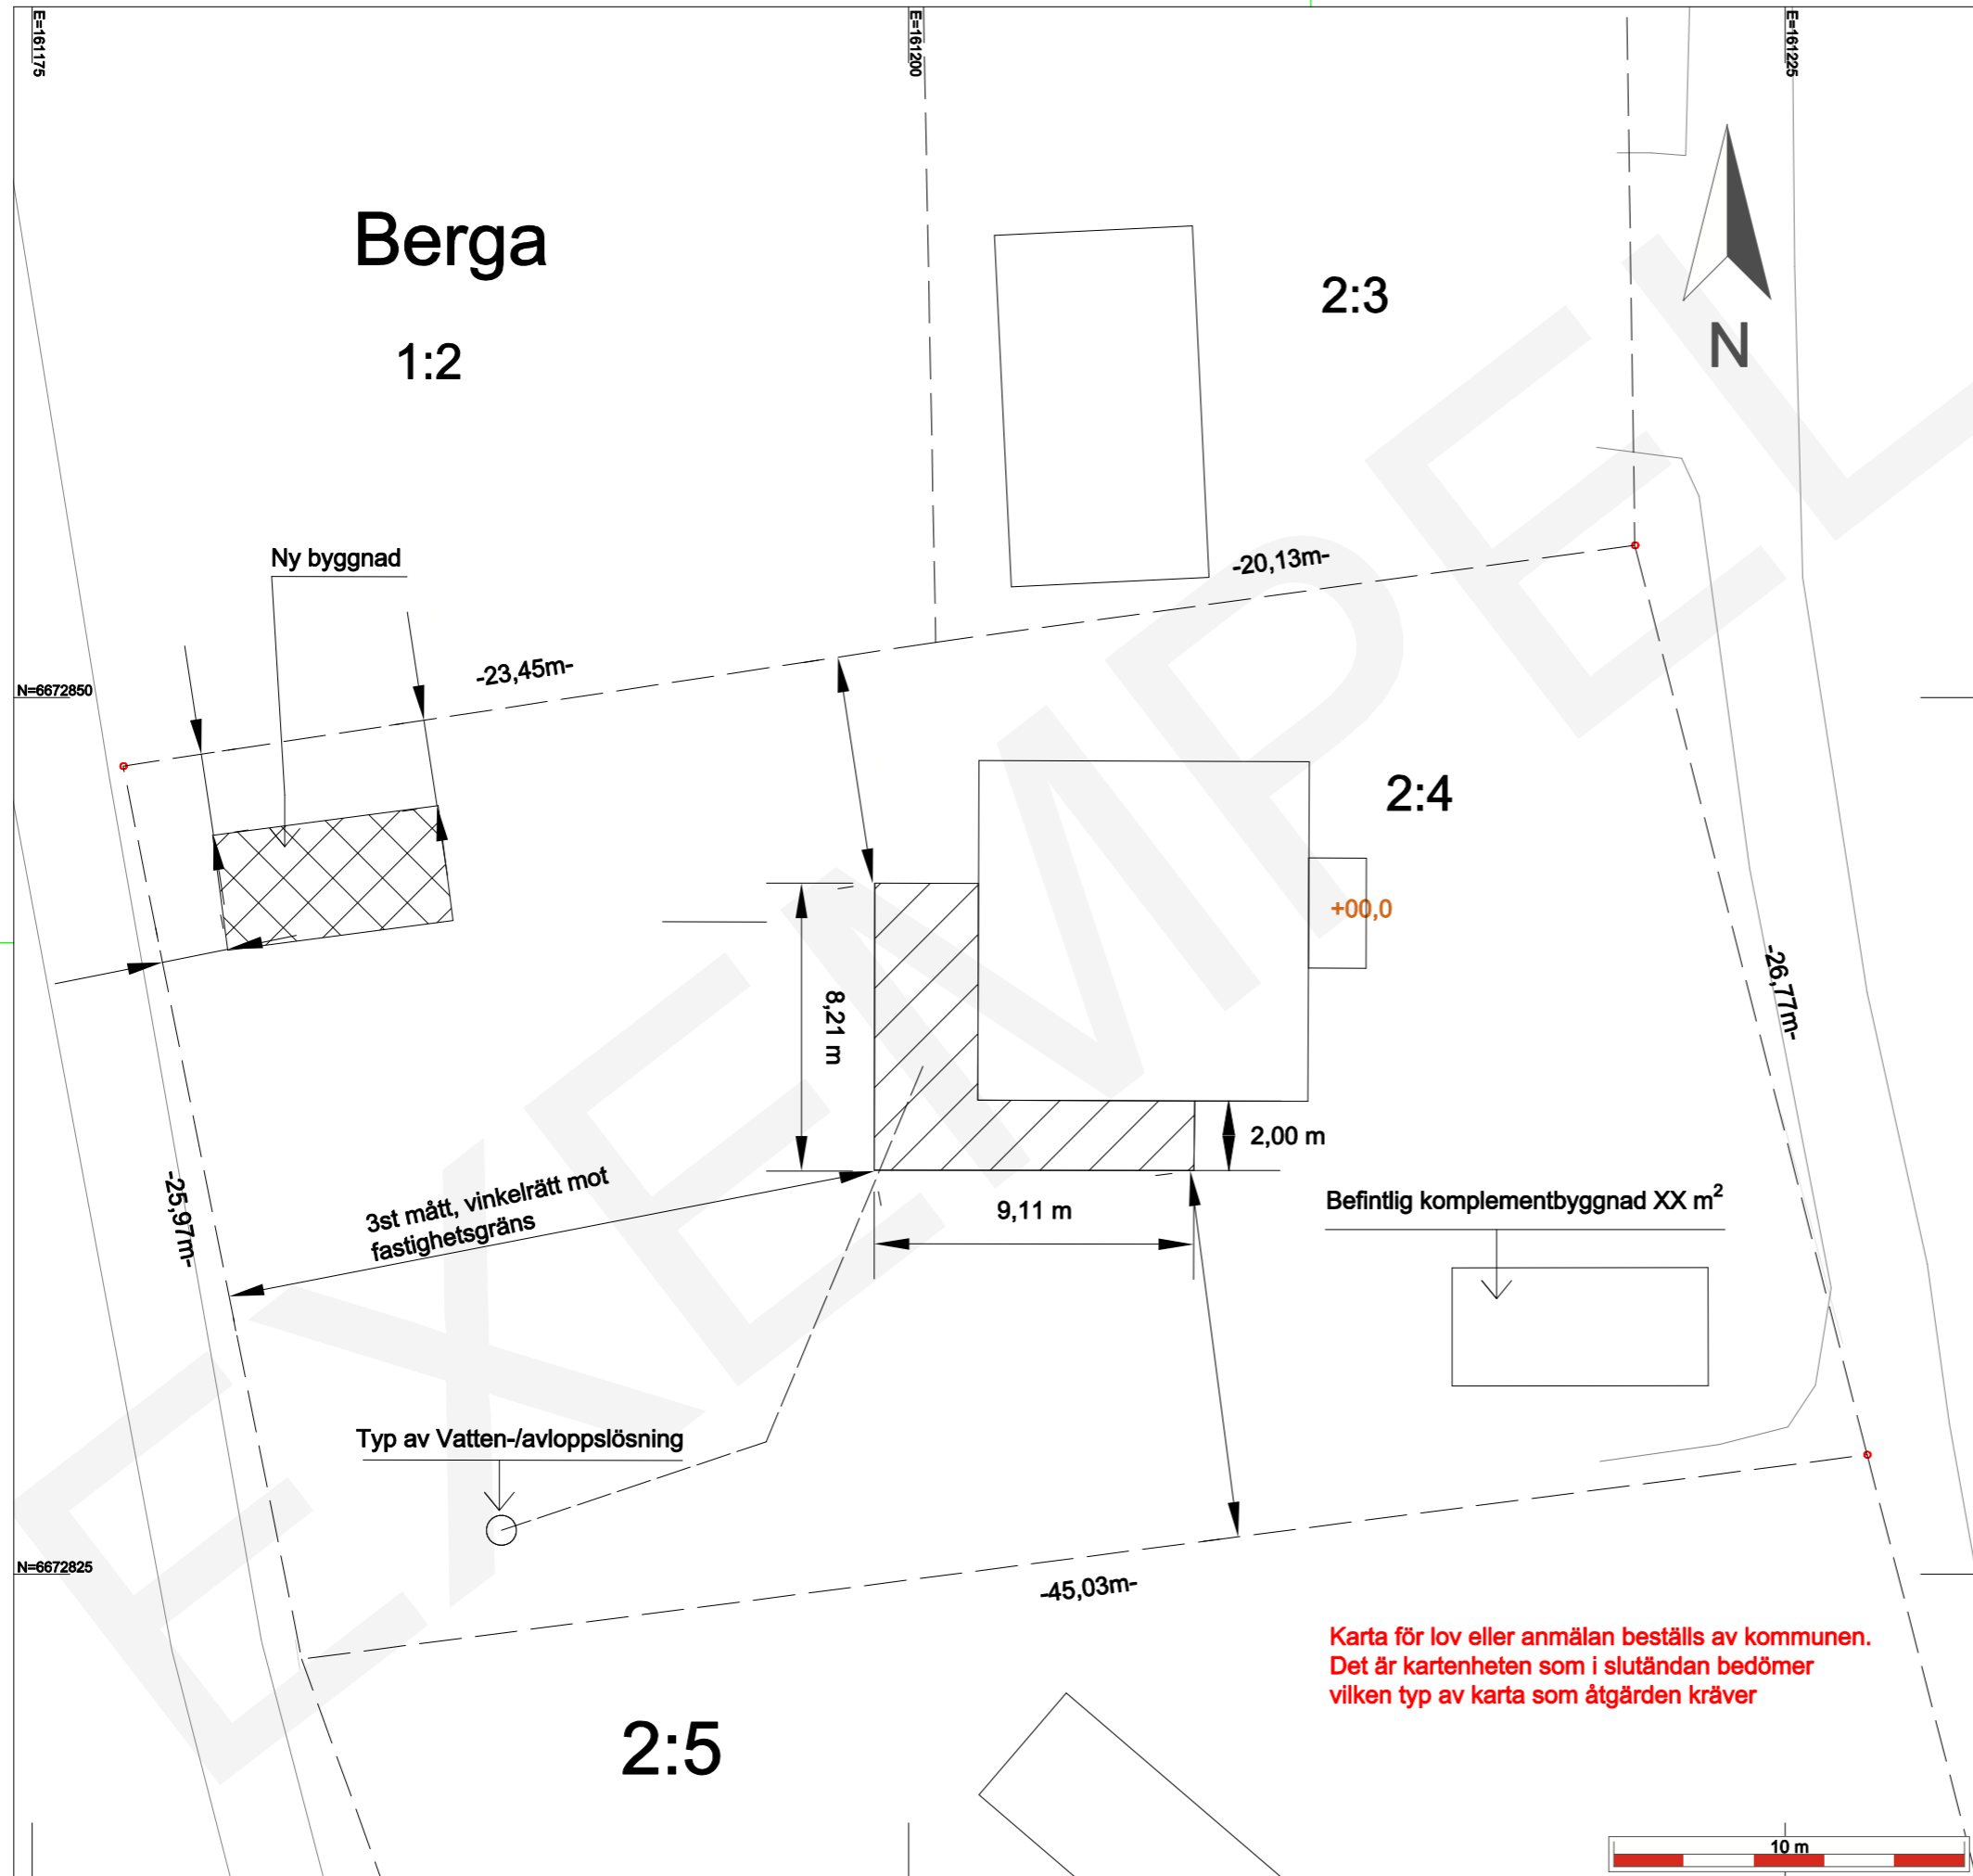 E=161175
E=161200
E=161225
Berga
1:2
2:3
N
Ny byggnad
-20,13m-
-23,45m-
N=6672850
2:4
+00,0
8,21 m
-26,77m-
2,00 m
3st mått, vinkelrätt mot
fastighetsgräns
-25,97m-
9,11 m
Befintlig komplementbyggnad XX m²
Typ av Vatten-/avloppslösning
N=6672825
-45,03m-
Karta för lov eller anmälan beställs av kommunen.
Det är kartenheten som i slutändan bedömer
vilken typ av karta som åtgärden kräver
2:5
10 m
EXEMPEL